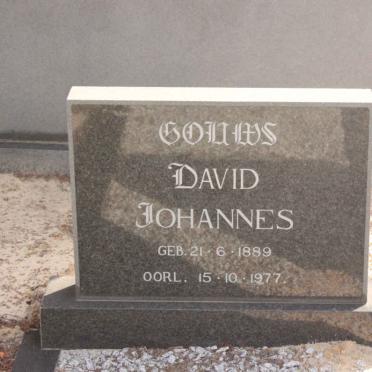 GOUWS
DAVID
JOHANNES
GEB. 21·6·1889
OORL. 15·10·1977.